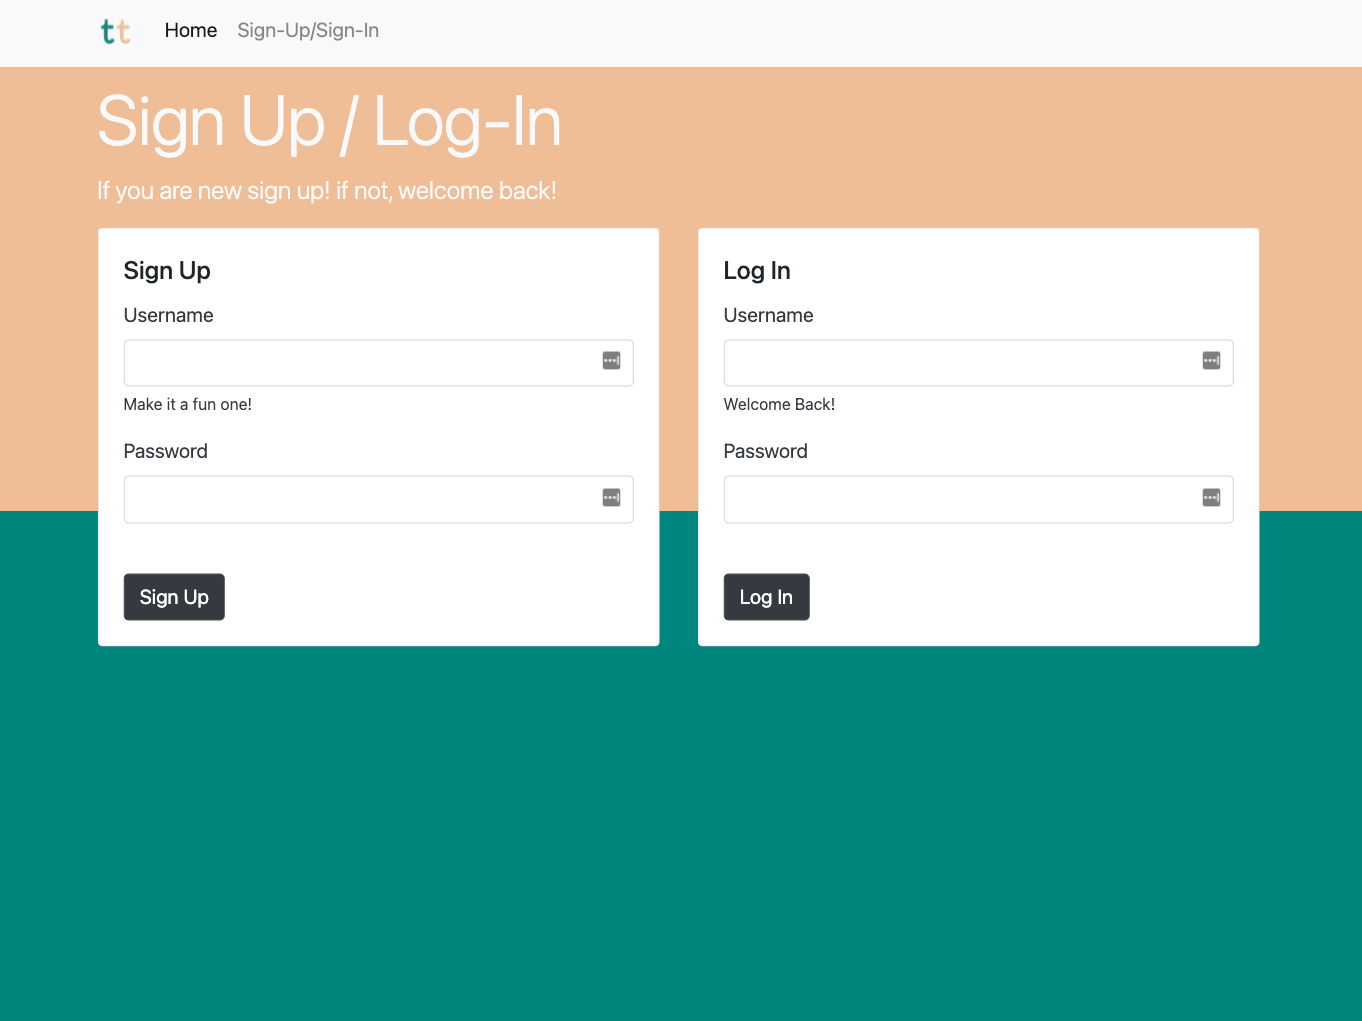 tt Home Sign-Up/Sign-In
Sign Up / Log-In
If you are new sign up! if not, welcome back!
Sign Up
Username
Make it a fun one!
Password
Sign Up
Log In
Username
Welcome Back!
Password
Log In